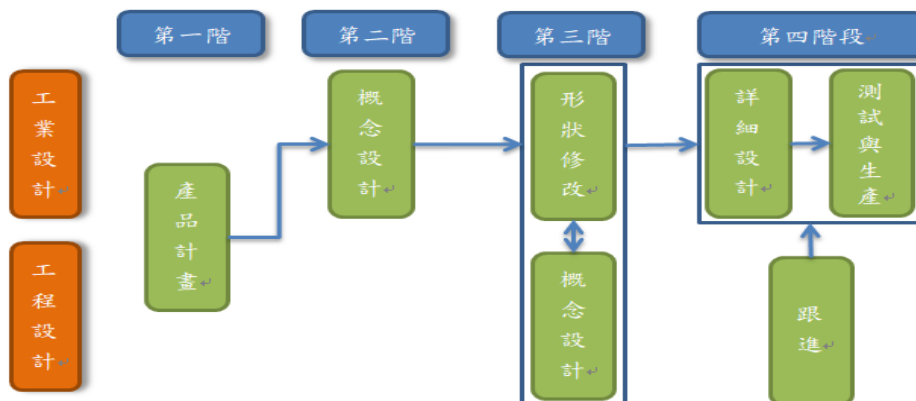 第一階
第二階
第三階
第四階段
工業設計
產品計畫
概念設計
形狀修改
詳細設計
測試與生產
工程設計
概念設計
跟進